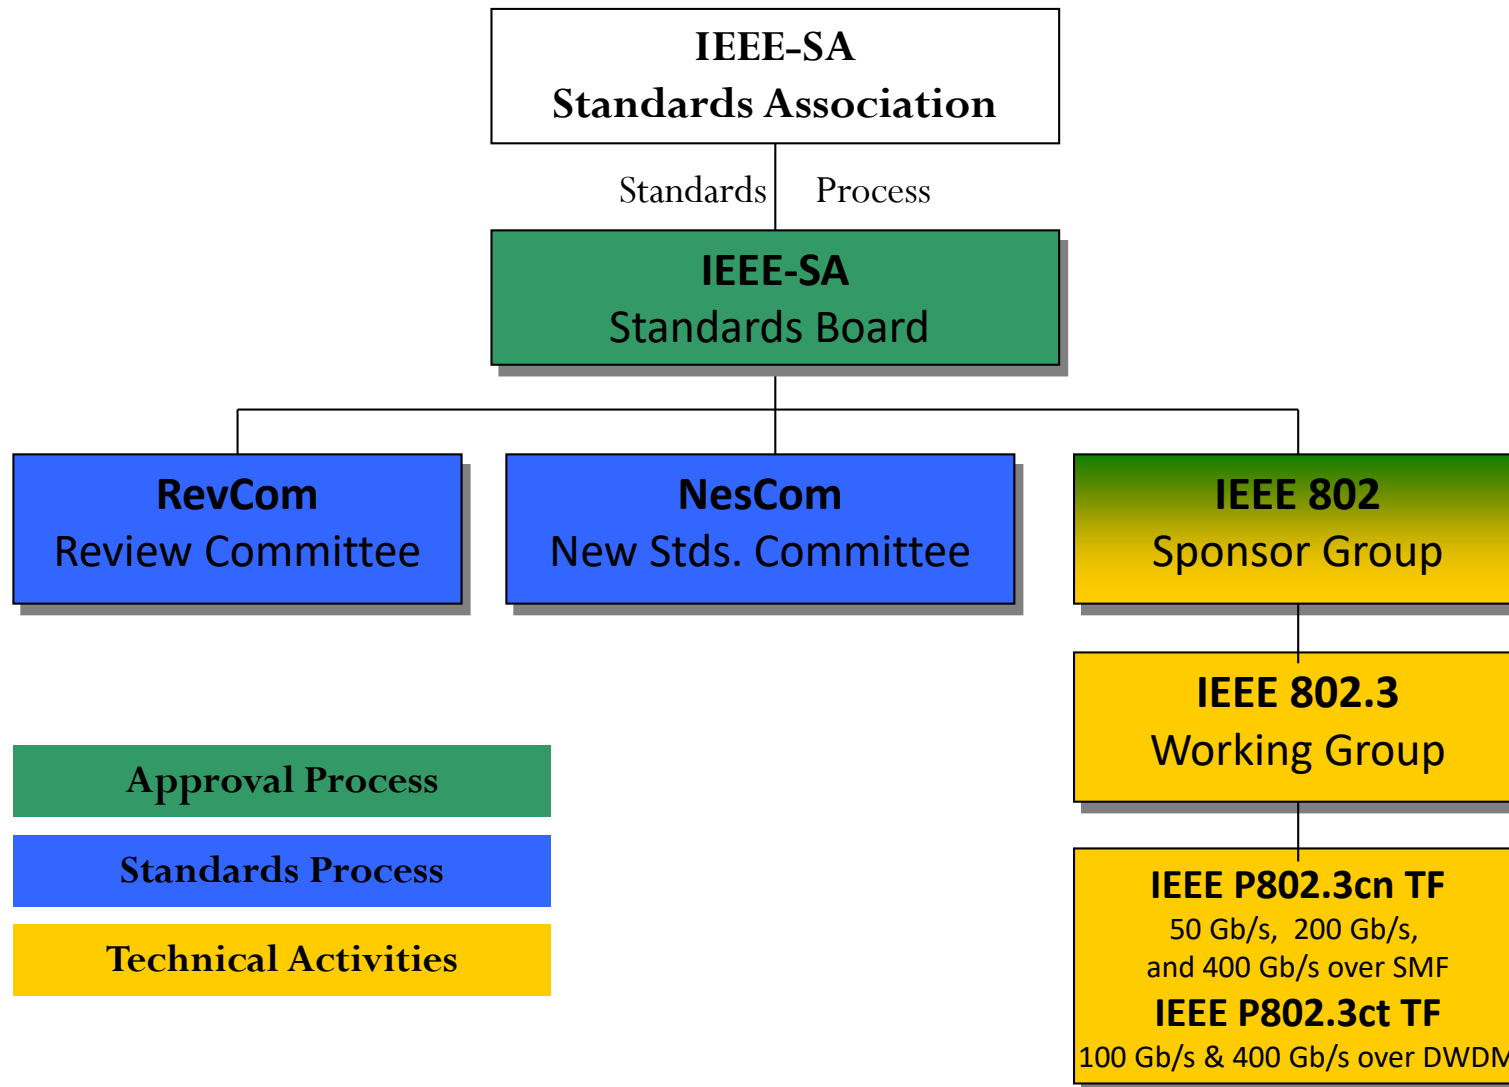 IEEE-SA
Standards Association
Standards Process
IEEE-SA
Standards Board
RevCom
Review Committee
NesCom
New Stds. Committee
IEEE 802
Sponsor Group
IEEE 802.3
Working Group
Approval Process
Standards Process
Technical Activities
IEEE P802.3cn TF
50 Gb/s, 200 Gb/s,
and 400 Gb/s over SMF
IEEE P802.3ct TF
100 Gb/s & 400 Gb/s over DWDM